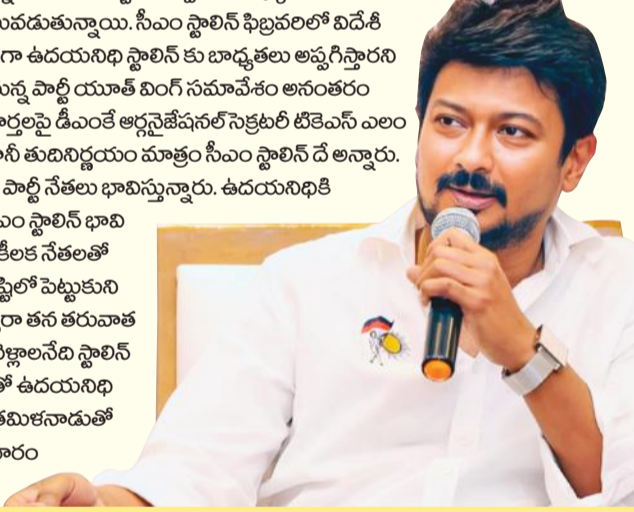 వడుతున్నాయి. సీఎం స్టాలిన్ ఫిబ్రవరిలో విదేశీ
గా ఉదయనిధి స్టాలిన్ కు బాధ్యతలు అప్పగిస్తారని
న్న పార్టీ యూత్ వింగ్ సమావేశం అనంతరం
ర్తలపై డీఎంకే ఆర్గనైజేషనల్ సెక్రటరీ టికెఎస్ ఎలం
నీ తుదినిర్ణయం మాత్రం సీఎం స్టాలిన్ దే అన్నారు.
పార్టీ నేతలు భావిస్తున్నారు. ఉదయనిధికి
ఎం స్టాలిన్ భావి
కీలక నేతలతో
ష్టిలో పెట్టుకుని
రా తన తరువాత
ళ్లాలనేది స్టాలిన్
తో ఉదయనిధి
తమిళనాడుతో